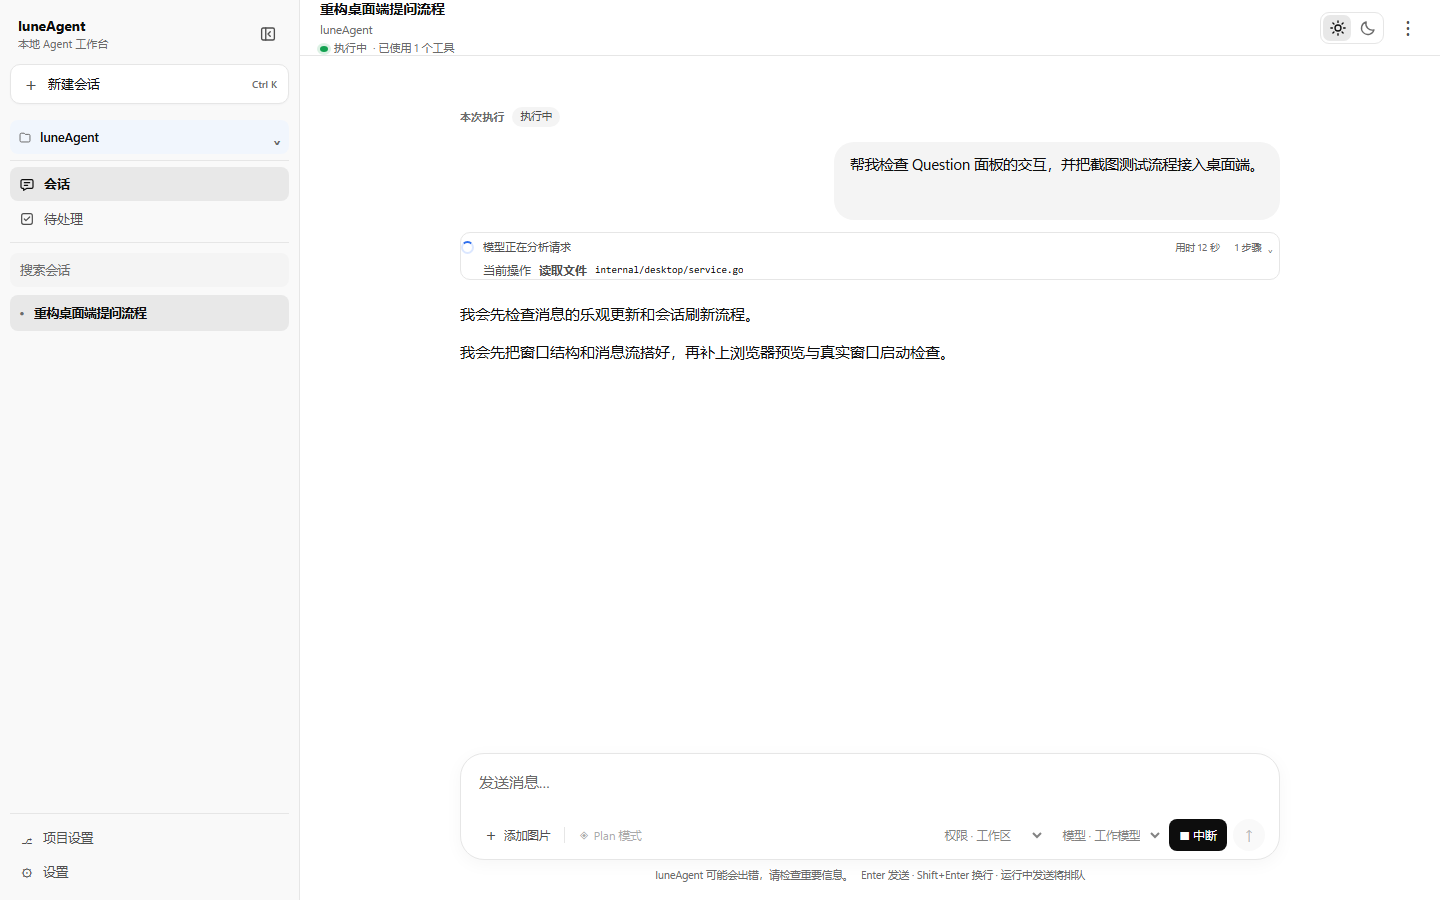 luneAgent
本地 Agent 工作台
+ 新建会话 Ctrl K
luneAgent
会话
待处理
搜索会话
• 重构桌面端提问流程
项目设置
设置
重构桌面端提问流程
luneAgent
执行中 · 已使用 1 个工具
本次执行 执行中
帮我检查 Question 面板的交互，并把截图测试流程接入桌面端。
模型正在分析请求 用时 12 秒 1 步骤
当前操作 读取文件 internal/desktop/service.go
我会先检查消息的乐观更新和会话刷新流程。
我会先把窗口结构和消息流搭好，再补上浏览器预览与真实窗口启动检查。
发送消息...
+ 添加图片 Plan 模式 权限 · 工作区 模型 · 工作模型 中断
luneAgent 可能会出错，请检查重要信息。 Enter 发送 · Shift+Enter 换行 · 运行中发送将排队